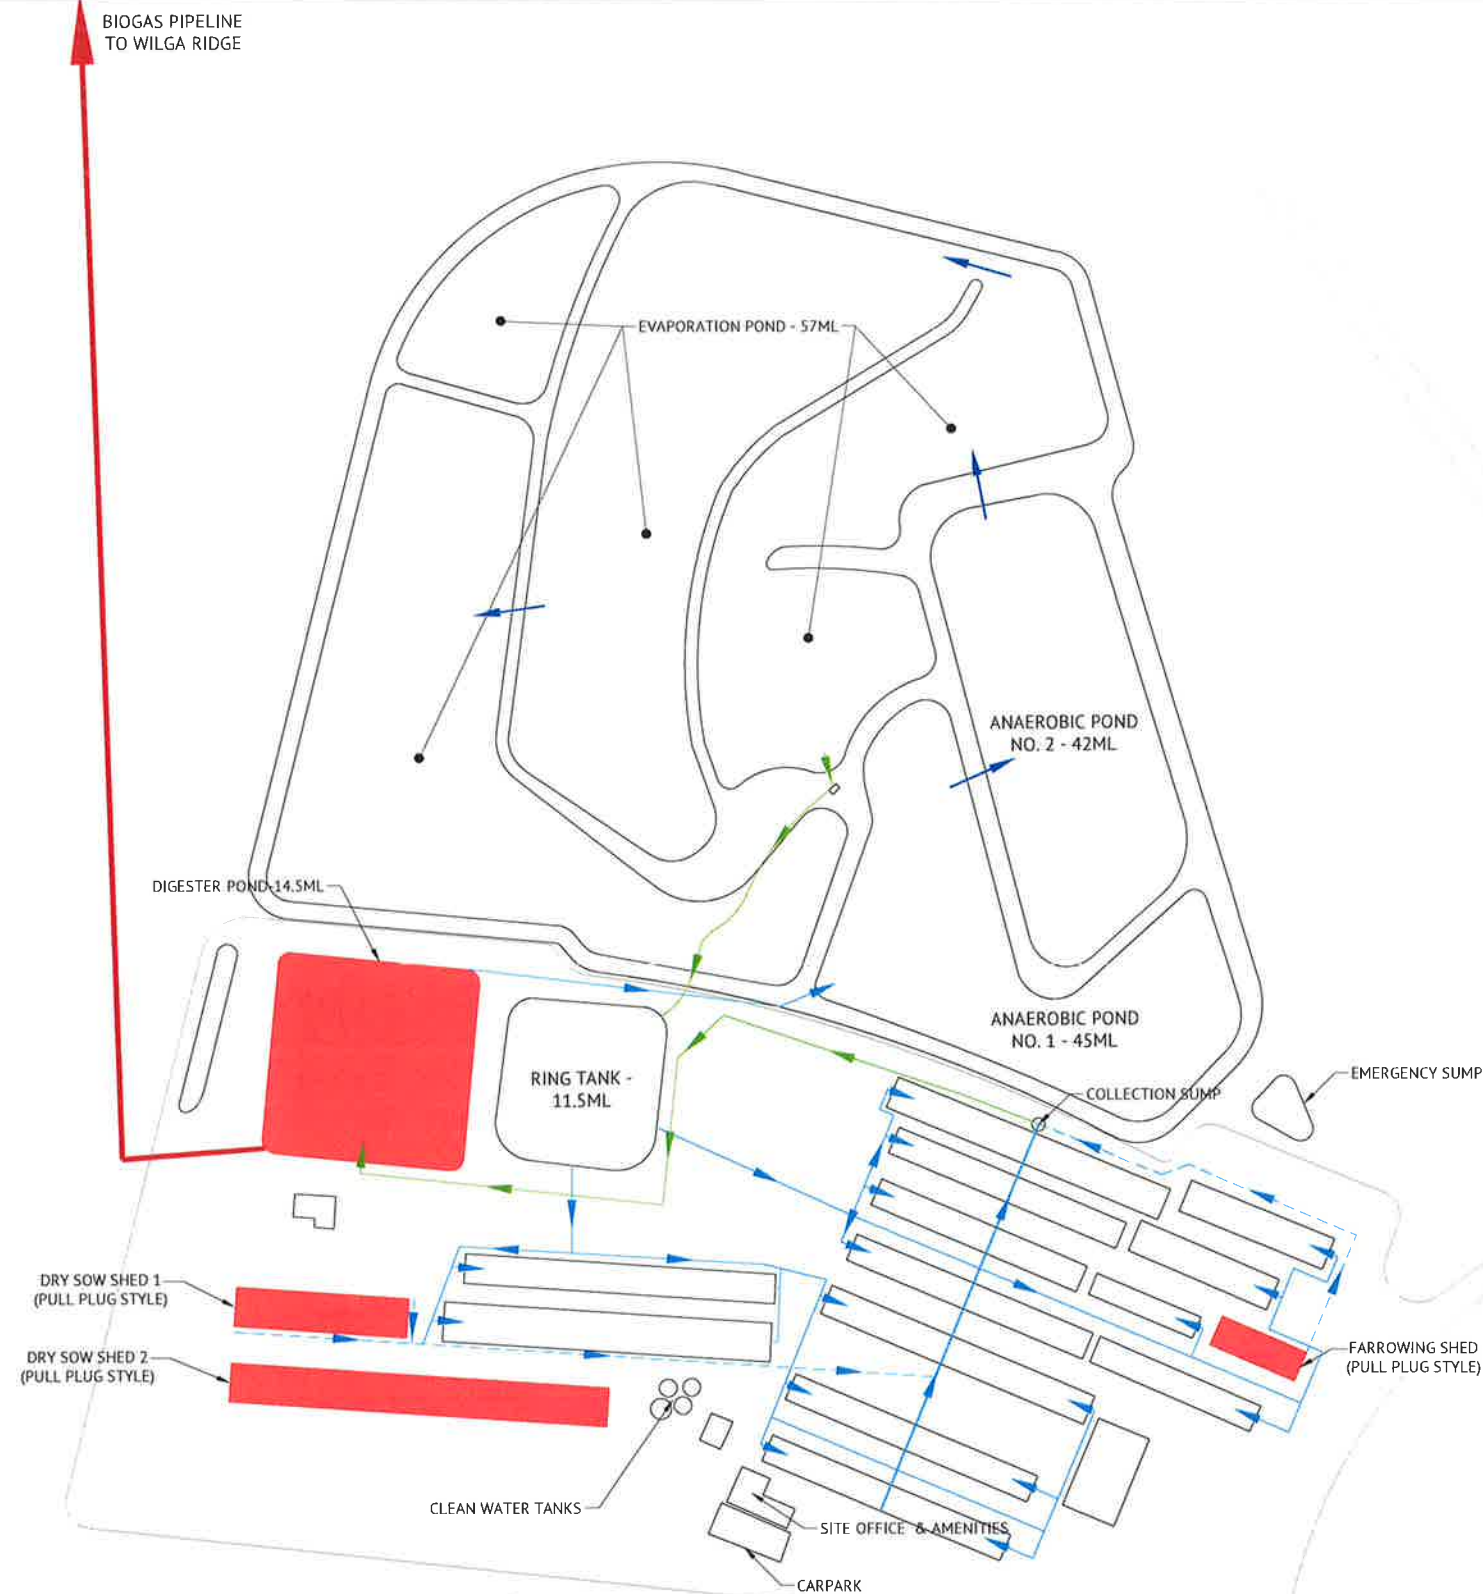 BIOGAS PIPELINE
TO WILGA RIDGE
EVAPORATION POND - 57ML
ANAEROBIC POND
NO. 2 - 42ML
DIGESTER POND-14.5ML
ANAEROBIC POND
NO. 1 - 45ML
RING TANK -
11.5ML
EMERGENCY SUMP
COLLECTION SUMP
DRY SOW SHED 1
(PULL PLUG STYLE)
DRY SOW SHED 2
(PULL PLUG STYLE)
FARROWING SHED
(PULL PLUG STYLE)
CLEAN WATER TANKS
SITE OFFICE & AMENITIES
CARPARK